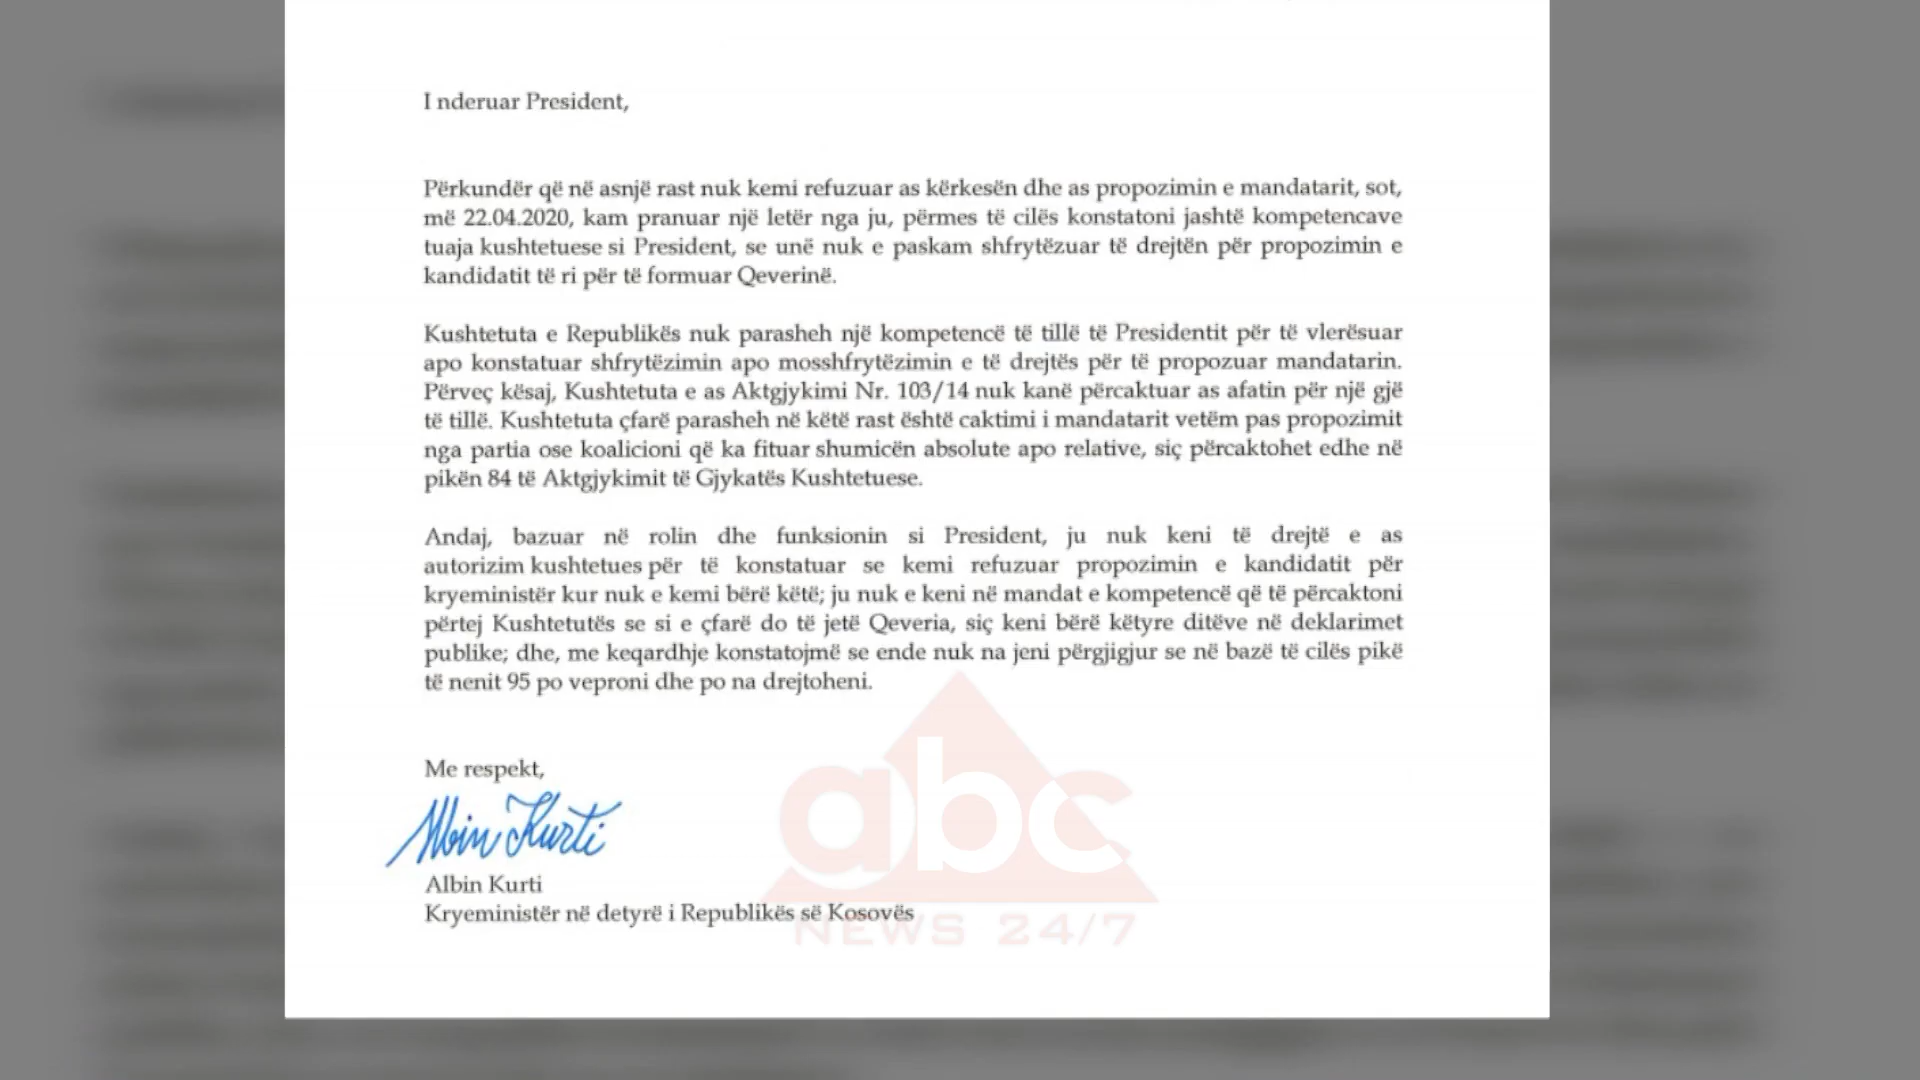 I nderuar President,
Përkundër që në asnjë rast nuk kemi refuzuar as kërkesën dhe as propozimin e mandatarit, sot,
më 22.04.2020, kam pranuar një letër nga ju, përmes të cilës konstatoni jashtë kompetencave
tuaja kushtetuese si President, se unë nuk e paskam shfrytëzuar të drejtën për propozimin e
kandidatit të ri për të formuar Qeverinë.
Kushtetuta e Republikës nuk parasheh një kompetencë të tillë të Presidentit për të vlerësuar
apo konstatuar shfrytëzimin apo mosshfrytëzimin e të drejtës për të propozuar mandatarin.
Përveç kësaj, Kushtetuta e as Aktgjykimi Nr. 103/14 nuk kanë përcaktuar as afatin për një gjë
të tillë. Kushtetuta çfarë parasheh në këtë rast është caktimi i mandatarit vetëm pas propozimit
nga partia ose koalicioni që ka fituar shumicën absolute apo relative, siç përcaktohet edhe në
pikën 84 të Aktgjykimit të Gjykatës Kushtetuese.
Andaj, bazuar në rolin dhe funksionin si President, ju nuk keni të drejtë e as
autorizim kushtetues për të konstatuar se kemi refuzuar propozimin e kandidatit për
kryeministër kur nuk e kemi bërë këtë; ju nuk e keni në mandat e kompetencë që të përcaktoni
përtej Kushtetutës se si e çfarë do të jetë Qeveria, siç keni bërë këtyre ditëve në deklarimet
publike; dhe, me keqardhje konstatojmë se ende nuk na jeni përgjigjur se në bazë të cilës pikë
të nenit 95 po veproni dhe po na drejtoheni.
Me respekt,
Albin Kurti
Albin Kurti
Kryeministër në detyrë i Republikës së Kosovës
abc
NEWS 24/7